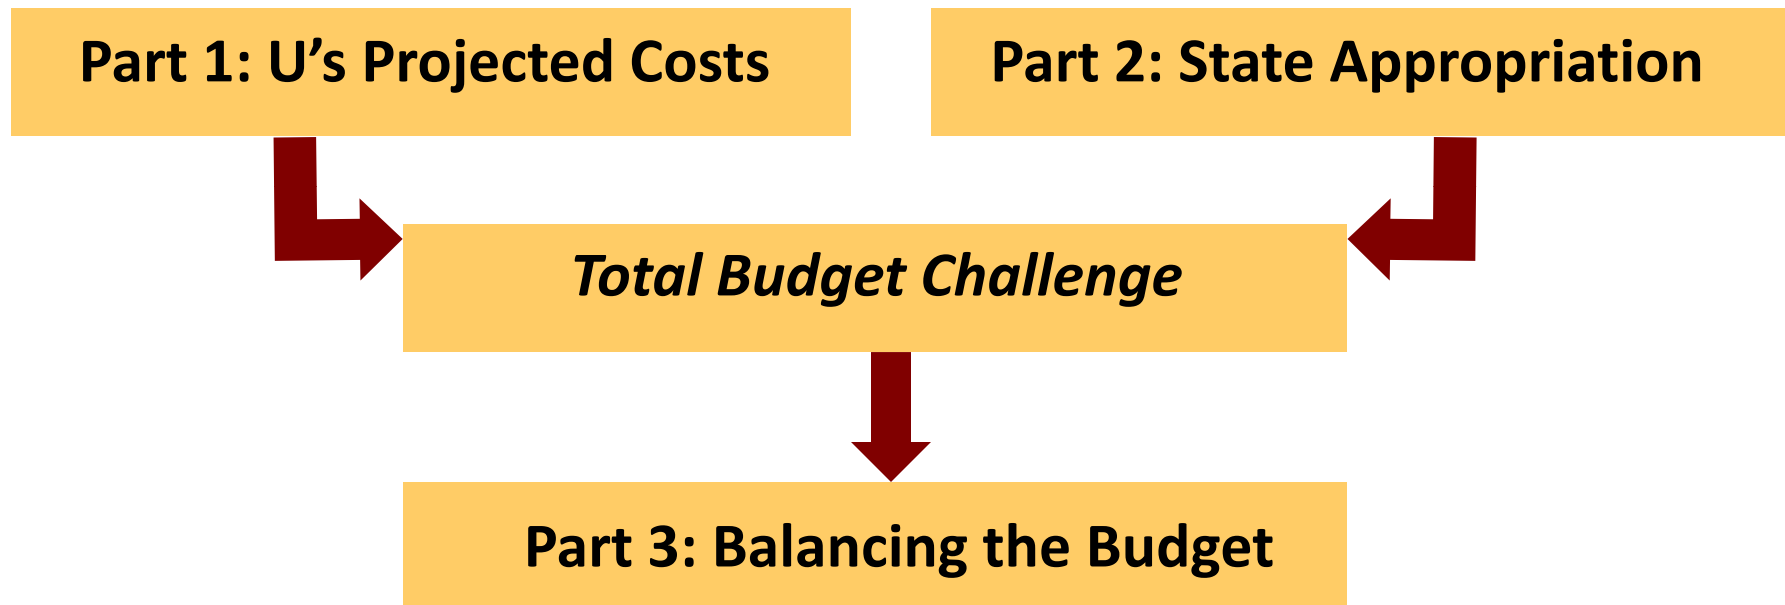 Part 1: U’s Projected Costs
Part 2: State Appropriation
Total Budget Challenge
Part 3: Balancing the Budget